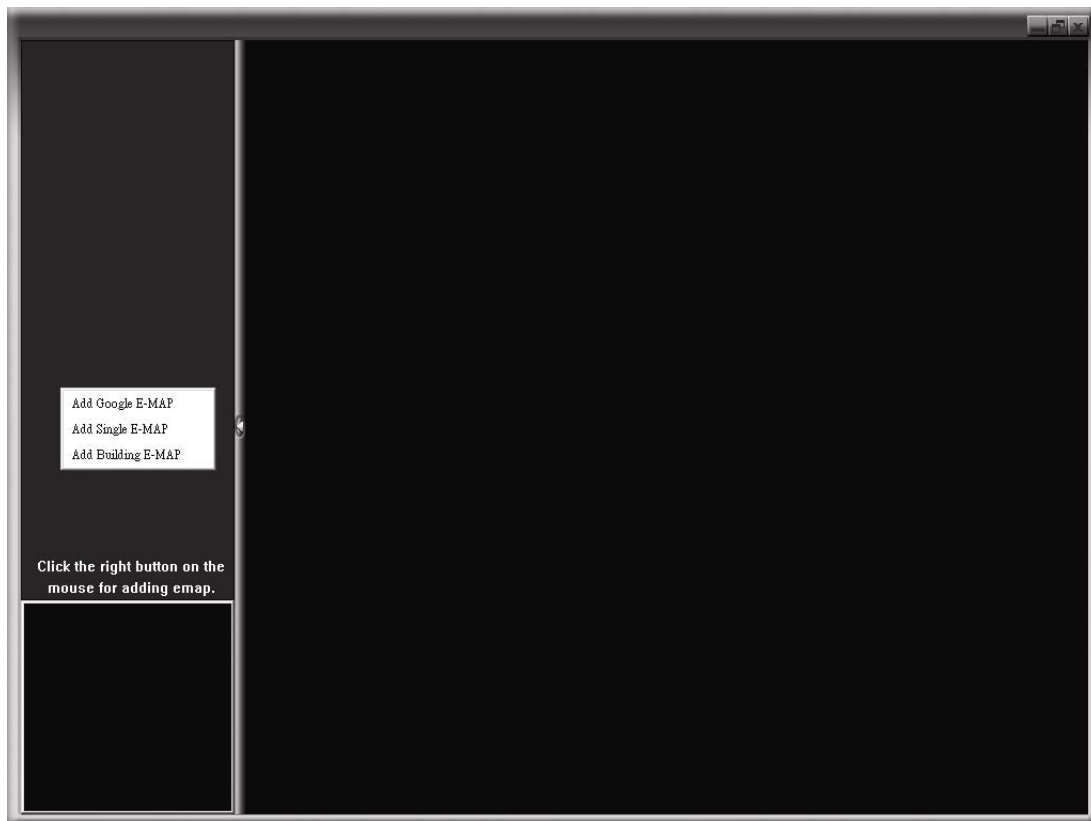 Add Google E-MAP
Add Single E-MAP
Add Building E-MAP
Click the right button on the
mouse for adding emap.